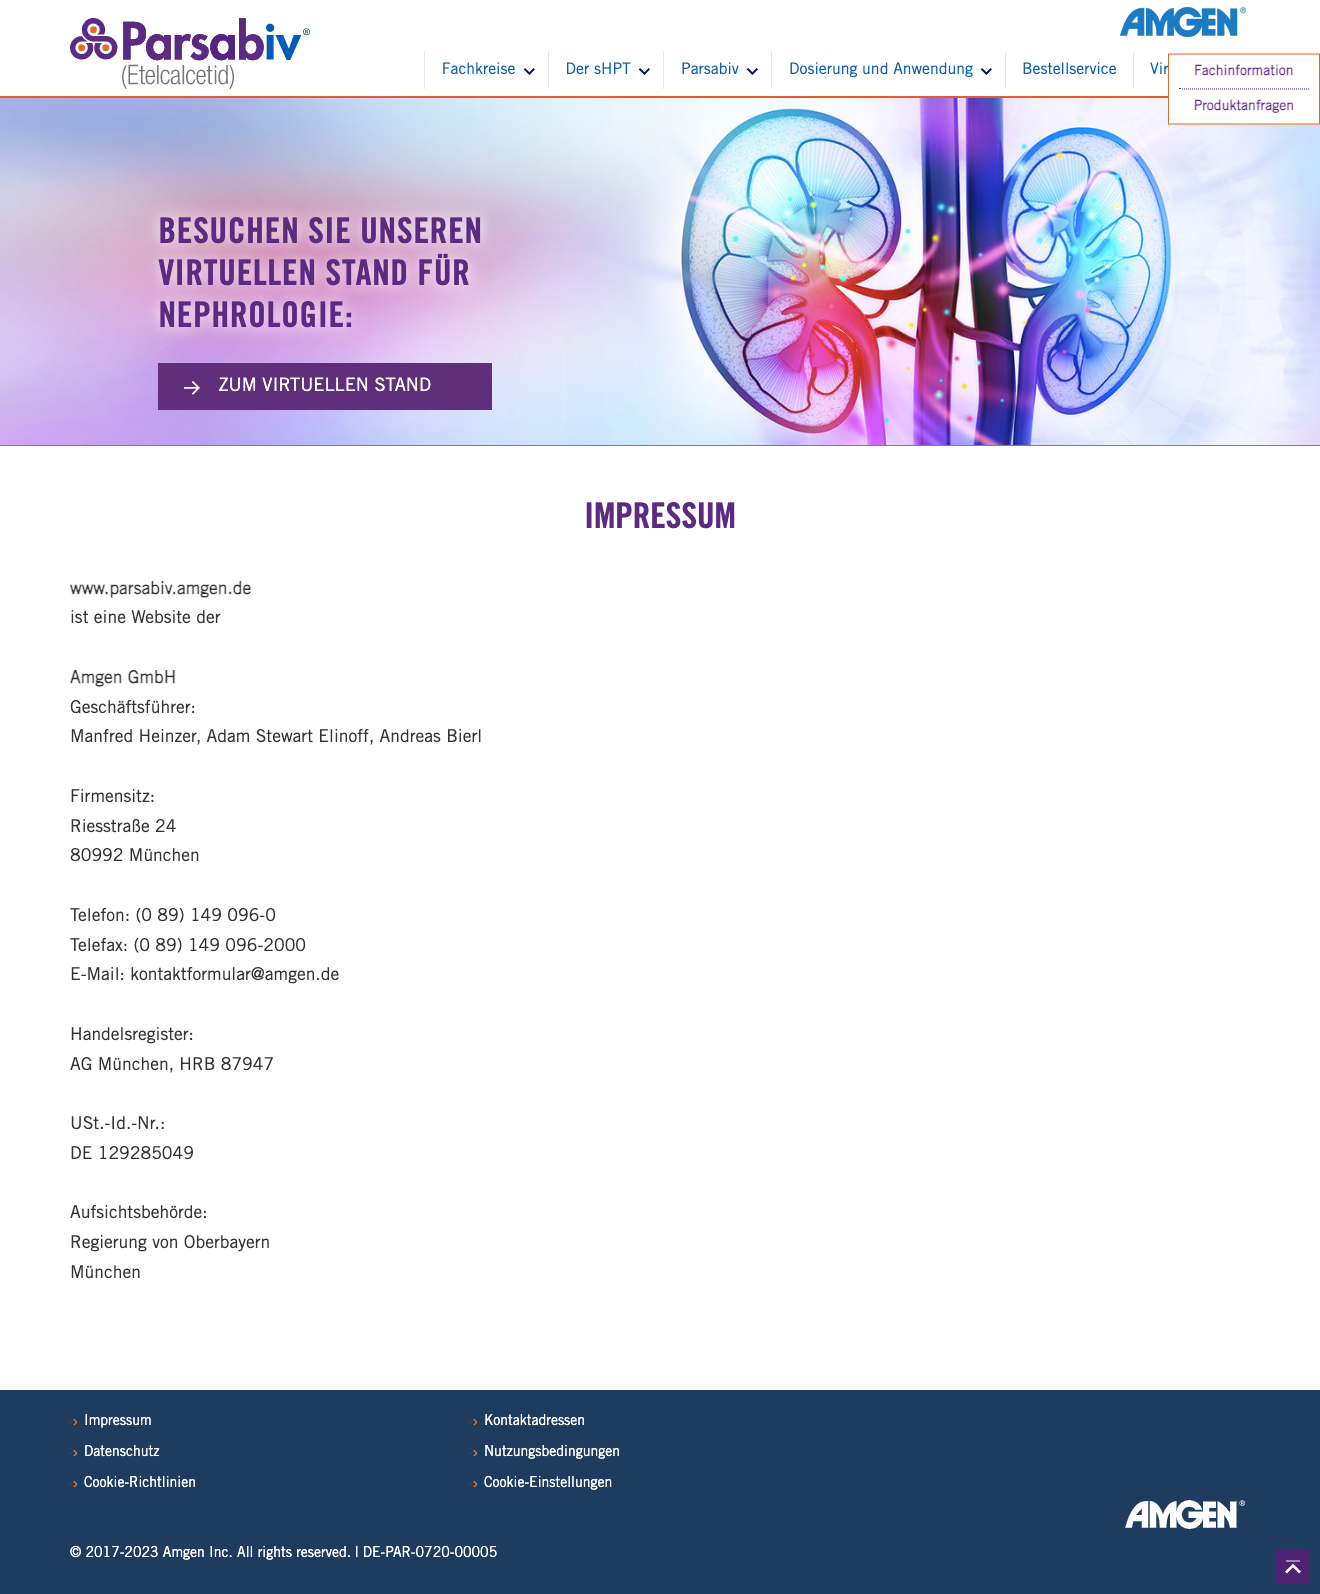 Parsabiv®
(Etelcalcetid)
AMGEN®
Fachkreise
Der sHPT
Parsabiv
Dosierung und Anwendung
Bestellservice
Fachinformation
Produktanfragen
BESUCHEN SIE UNSEREN
VIRTUELLEN STAND FÜR
NEPHROLOGIE:
ZUM VIRTUELLEN STAND
IMPRESSUM
www.parsabiv.amgen.de
ist eine Website der
Amgen GmbH
Geschäftsführer:
Manfred Heinzer, Adam Stewart Elinoff, Andreas Bierl
Firmensitz:
Riesstraße 24
80992 München
Telefon: (0 89) 149 096-0
Telefax: (0 89) 149 096-2000
E-Mail: kontaktformular@amgen.de
Handelsregister:
AG München, HRB 87947
USt.-Id.-Nr.:
DE 129285049
Aufsichtsbehörde:
Regierung von Oberbayern
München
Impressum
Kontaktadressen
Datenschutz
Nutzungsbedingungen
Cookie-Richtlinien
Cookie-Einstellungen
AMGEN®
© 2017-2023 Amgen Inc. All rights reserved. | DE-PAR-0720-00005